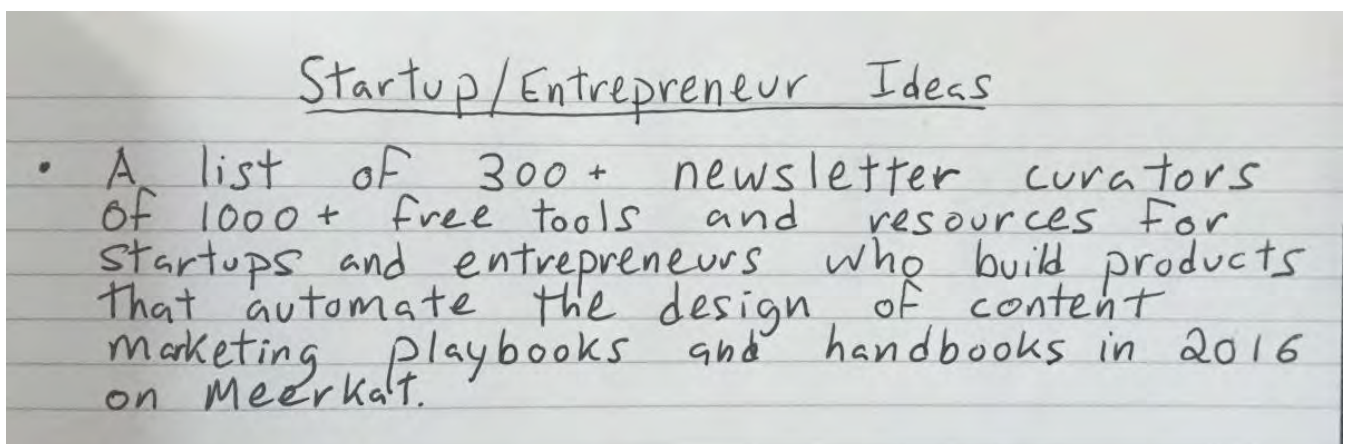 Startup/Entrepreneur Ideas
• A list of 300+ newsletter curators
of 1000+ free tools and resources for
startups and entrepreneurs who build products
that automate the design of content
marketing playbooks and handbooks in 2016
on Meerkat.